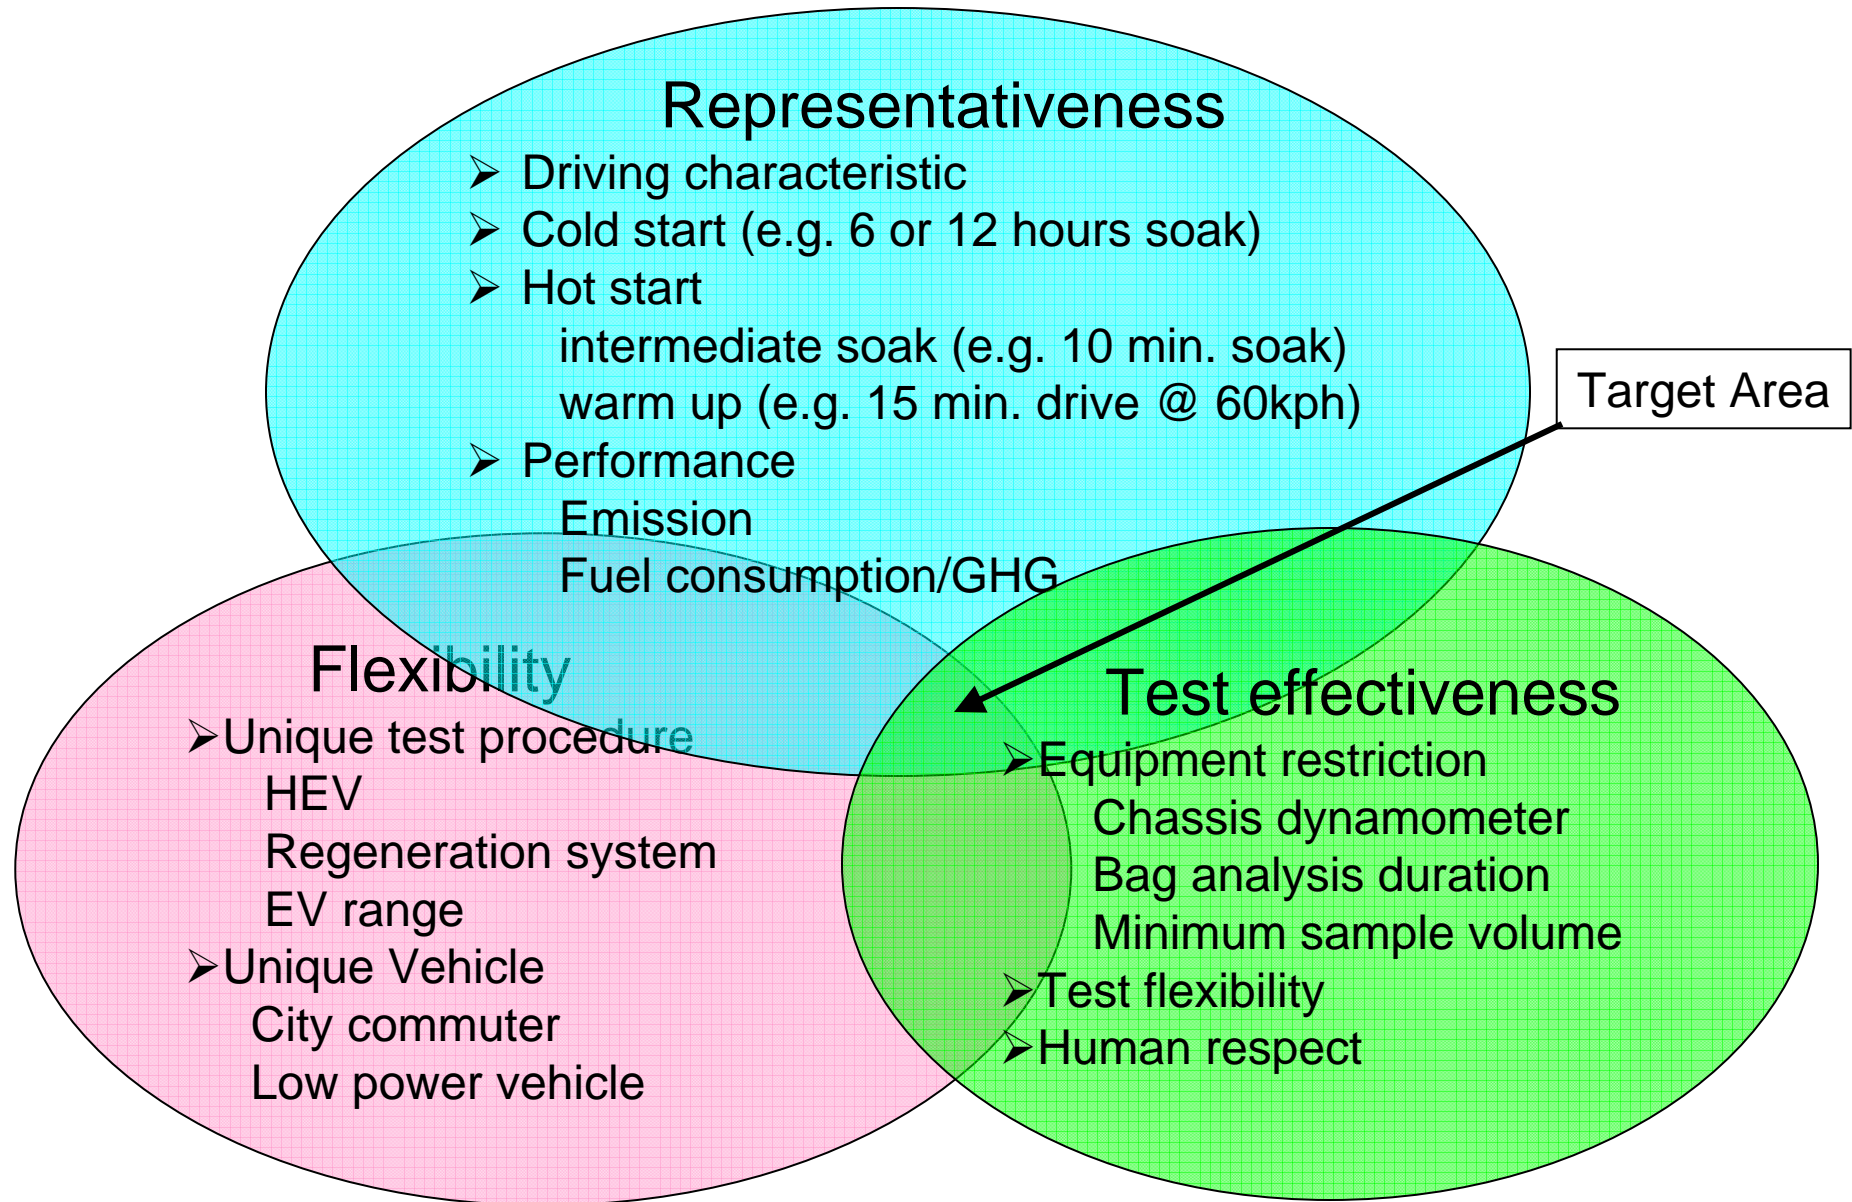 Representativeness
➢ Driving characteristic
➢ Cold start (e.g. 6 or 12 hours soak)
➢ Hot start
intermediate soak (e.g. 10 min. soak)
warm up (e.g. 15 min. drive @ 60kph)
➢ Performance
Emission
Fuel consumption/GHG
Target Area
Flexibility
➢Unique test procedure
HEV
Regeneration system
EV range
➢Unique Vehicle
City commuter
Low power vehicle
Test effectiveness
➢Equipment restriction
Chassis dynamometer
Bag analysis duration
Minimum sample volume
➢Test flexibility
➢Human respect